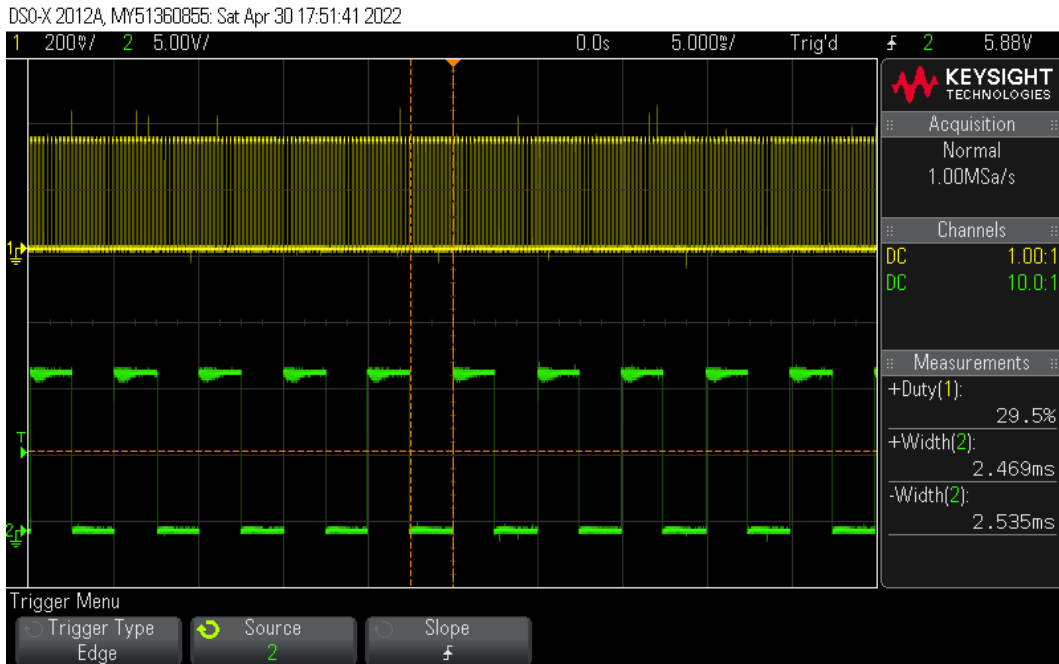 DSO-X 2012A, MY51360855: Sat Apr 30 17:51:41 2022
1 200mV/ 2 5.00V/ 0.0s 5.000ms/ Trig'd 2 5.88V
KEYSIGHT
TECHNOLOGIES
Acquisition
Normal
1.00MSa/s
Channels
DC 1.00:1
DC 10.0:1
Measurements
+Duty(1):
29.5%
+Width(2):
2.469ms
-Width(2):
2.535ms
1
T
2
Trigger Menu
Trigger Type Source Slope
Edge 2